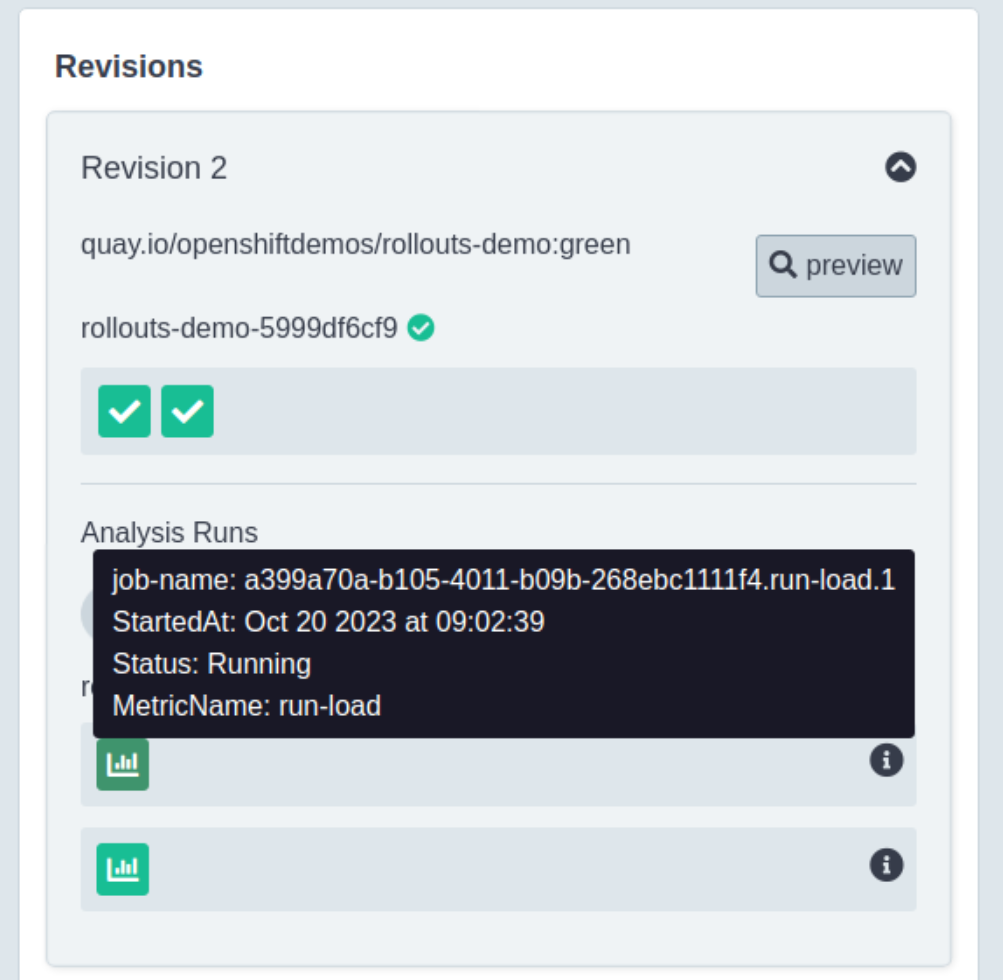 Revisions
Revision 2
quay.io/openshiftdemos/rollouts-demo:green
preview
rollouts-demo-5999df6cf9
Analysis Runs
job-name: a399a70a-b105-4011-b09b-268ebc1111f4.run-load.1
StartedAt: Oct 20 2023 at 09:02:39
Status: Running
MetricName: run-load